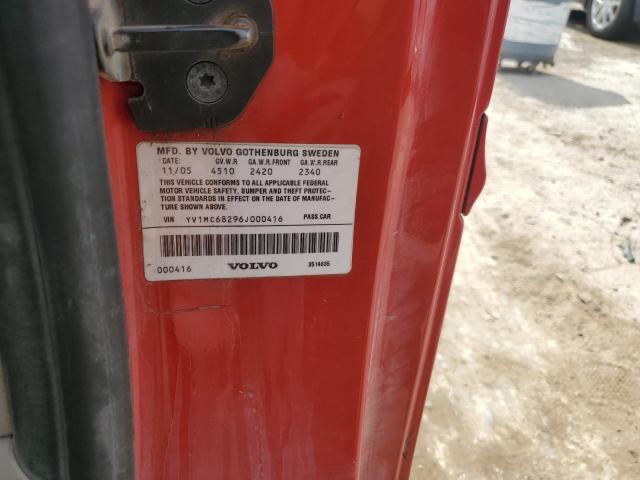 MFD. BY VOLVO GOTHENBURG SWEDEN
DATE: GV.W.R GA.W.R.FRONT GA.W.R.REAR
11/05 4510 2420 2340
THIS VEHICLE CONFORMS TO ALL APPLICABLE FEDERAL
MOTOR VEHICLE SAFETY, BUMPER AND THEFT PROTEC-
TION STANDARDS IN EFFECT ON THE DATE OF MANUFAC-
TURE SHOWN ABOVE.
VIN YV1MC68296J000416 PASS.CAR
000416 VOLVO 3514635